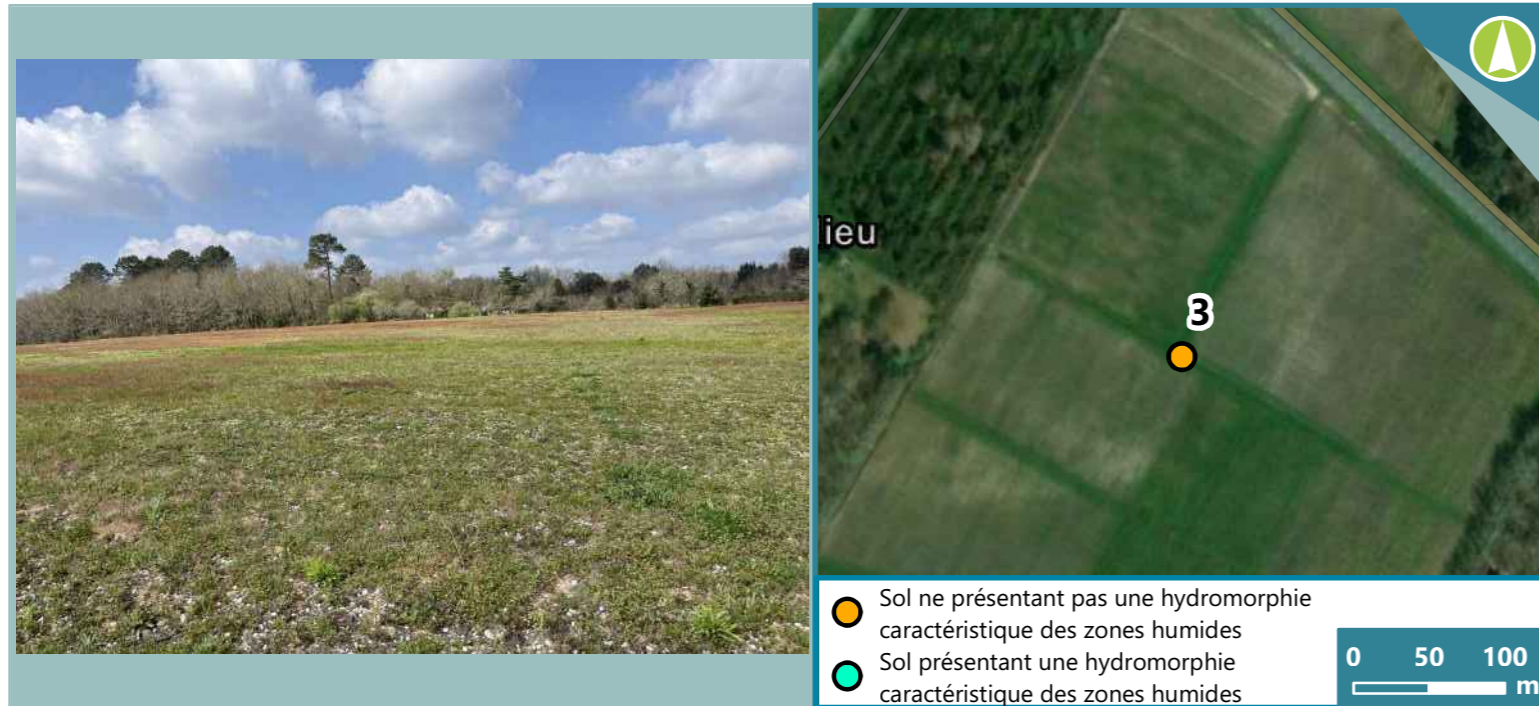 lieu
3
Sol ne présentant pas une hydromorphie
caractéristique des zones humides
Sol présentant une hydromorphie
caractéristique des zones humides
0 50 100
m